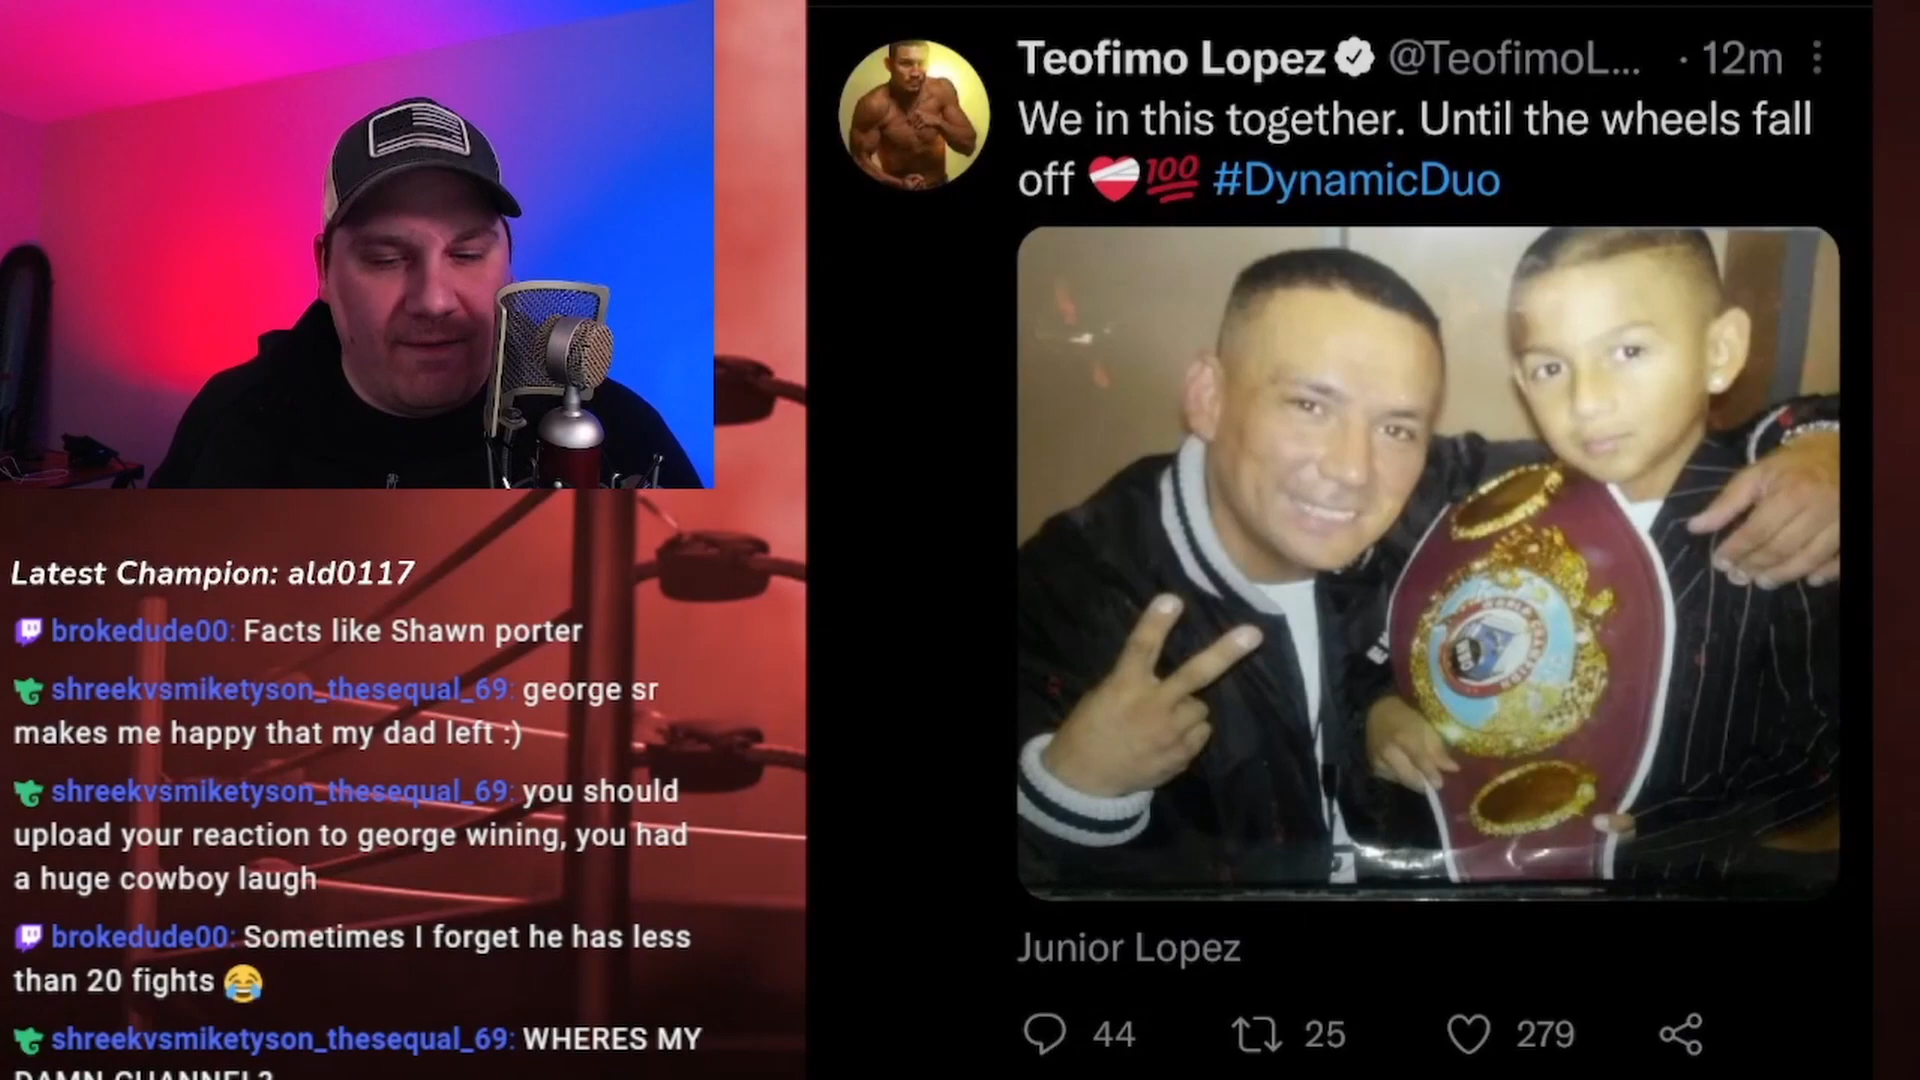 Teofimo Lopez @TeofimoL... · 12m
We in this together. Until the wheels fall
off ❤️‍🩹💯 #DynamicDuo
Junior Lopez
44 25 279
Latest Champion: ald0117
brokedude00: Facts like Shawn porter
shreekvsmiketyson_thesequal_69: george sr
makes me happy that my dad left :)
shreekvsmiketyson_thesequal_69: you should
upload your reaction to george wining, you had
a huge cowboy laugh
brokedude00: Sometimes I forget he has less
than 20 fights 😂
shreekvsmiketyson_thesequal_69: WHERES MY
DAMN CHANNEL?